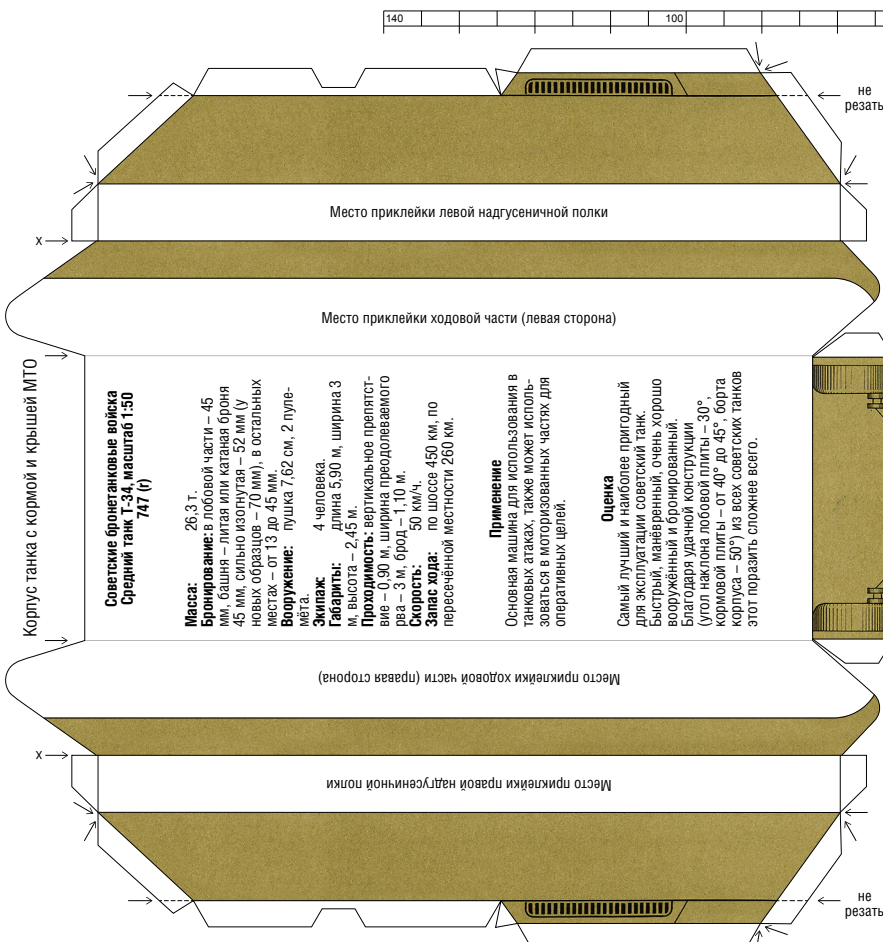 140
100
не
резать
Место приклейки левой надгусеничной полки
x
Место приклейки ходовой части (левая сторона)
Корпус танка с кормой и крышей МТО
Советские бронетанковые войска
Средний танк Т-34, масштаб 1:50
747 (r)
Масса: 26,3 т.
Бронирование: в лобовой части – 45
мм, башня – литая или катаная броня
45 мм, сильно изогнутая – 52 мм (у
новых образцов – 70 мм), в остальных
местах – от 13 до 45 мм.
Вооружение: пушка 7,62 см, 2 пуле-
мёта.
Экипаж: 4 человека.
Габариты: длина 5,90 м, ширина 3
м, высота – 2,45 м.
Проходимость: вертикальное препятст-
вие – 0,90 м, ширина преодолеваемого
рва – 3 м, брод – 1,10 м.
Скорость: 50 км/ч.
Запас хода: по шоссе 450 км, по
пересечённой местности 260 км.
Применение
Основная машина для использования в
танковых атаках, также может исполь-
зоваться в моторизованных частях для
оперативных целей.
Оценка
Самый лучший и наиболее пригодный
для эксплуатации советский танк.
Быстрый, манёвренный, очень хорошо
вооружённый и бронированный.
Благодаря удачной конструкции
(угол наклона лобовой плиты – 30°,
кормовой плиты – от 40° до 45°, борта
корпуса – 50°) из всех советских танков
этот поразить сложнее всего.
Место приклейки ходовой части (правая сторона)
x
Место приклейки надгусеничной правой полки
не
резать